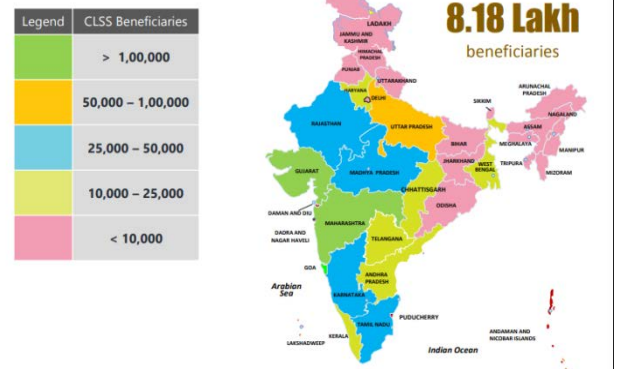 Legend CLSS Beneficiaries
> 1,00,000
50,000 – 1,00,000
25,000 – 50,000
10,000 – 25,000
< 10,000
8.18 Lakh
beneficiaries
LADAKH
JAMMU AND
KASHMIR
HIMACHAL
PRADESH
PUNJAB
UTTARAKHAND
HARYANA
DELHI
ARUNACHAL
PRADESH
SIKKIM
NAGALAND
RAJASTHAN
UTTAR PRADESH
ASSAM
BIHAR
MEGHALAYA
MANIPUR
GUJARAT
MADHYA PRADESH
JHARKHAND
WEST
BENGAL
TRIPURA
MIZORAM
CHHATTISGARH
ODISHA
DAMAN AND DIU
DADRA AND
NAGAR HAVELI
MAHARASHTRA
TELANGANA
GOA
ANDHRA
PRADESH
Arabian
Sea
KARNATAKA
PUDUCHERRY
TAMIL NADU
KERALA
LAKSHADWEEP
ANDAMAN AND
NICOBAR ISLANDS
Indian Ocean